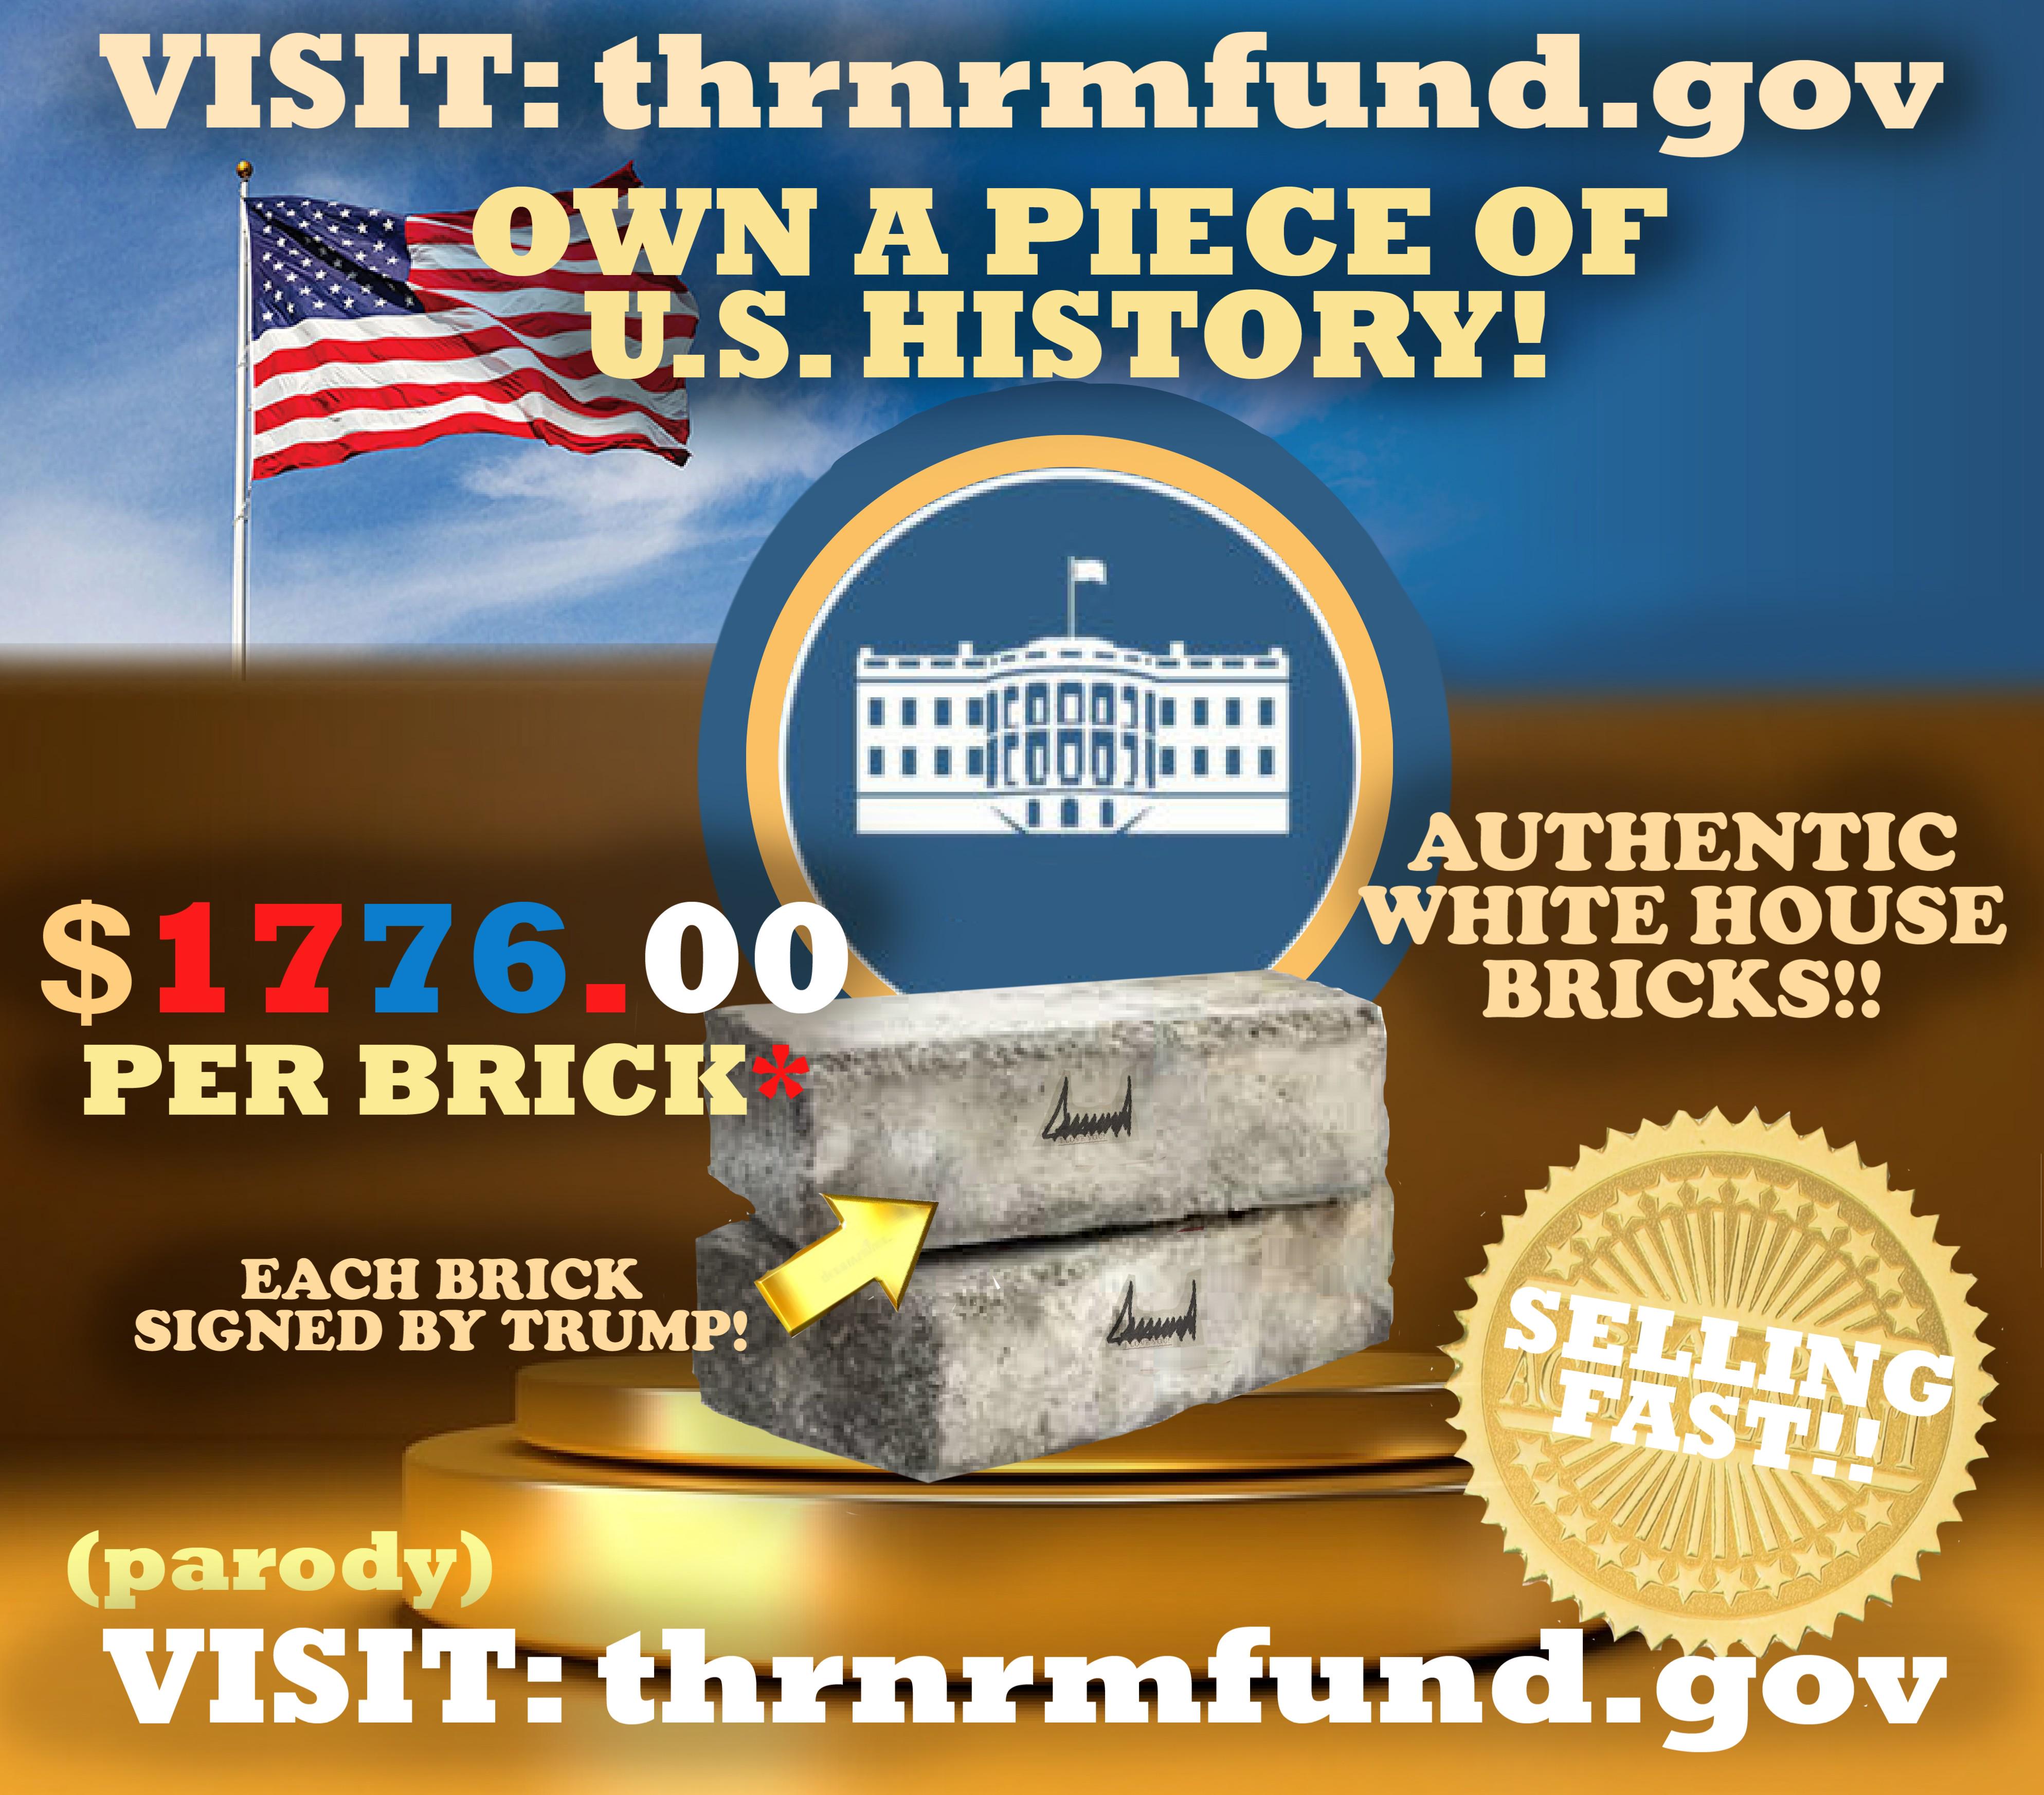 VISIT: thrnrmfund.gov
OWN A PIECE OF
U.S. HISTORY!
$1776.00
PER BRICK*
AUTHENTIC
WHITE HOUSE
BRICKS!!
EACH BRICK
SIGNED BY TRUMP!
SELLING
FAST!!
(parody)
VISIT: thrnrmfund.gov